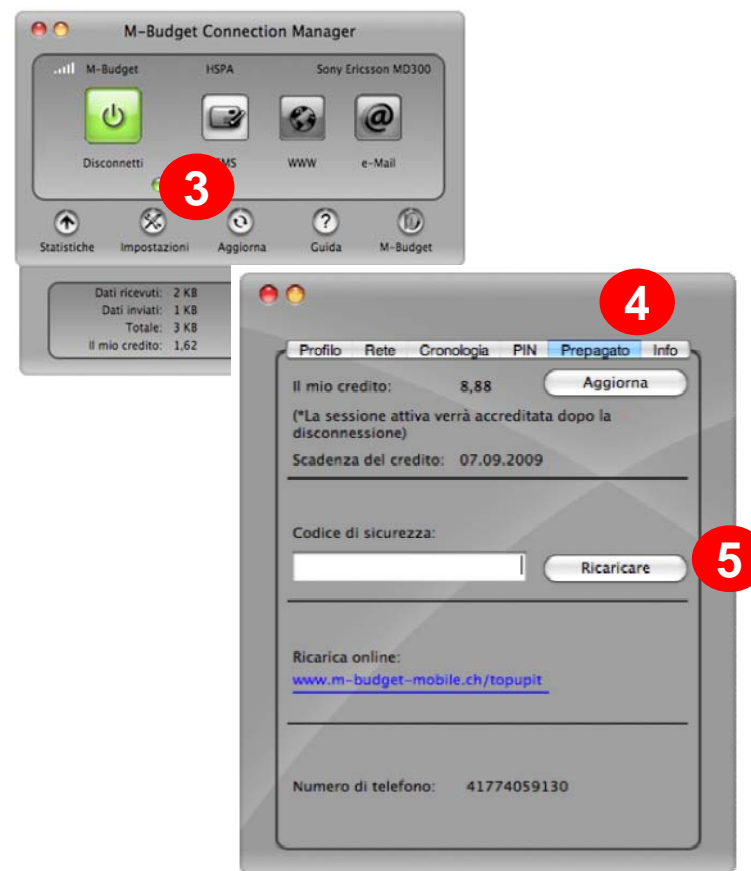 M-Budget Connection Manager
M-Budget HSPA Sony Ericsson MD300
Disconnetti SMS WWW e-Mail
3
Statistiche Impostazioni Aggiorna Guida M-Budget
Dati ricevuti: 2 KB
Dati inviati: 1 KB
Totale: 3 KB
Il mio credito: 1,62
4
Profilo Rete Cronologia PIN Prepagato Info
Il mio credito: 8,88 Aggiorna
(*La sessione attiva verrà accreditata dopo la
disconnessione)
Scadenza del credito: 07.09.2009
Codice di sicurezza:
Ricaricare
5
Ricarica online:
www.m-budget-mobile.ch/topupit
Numero di telefono: 41774059130